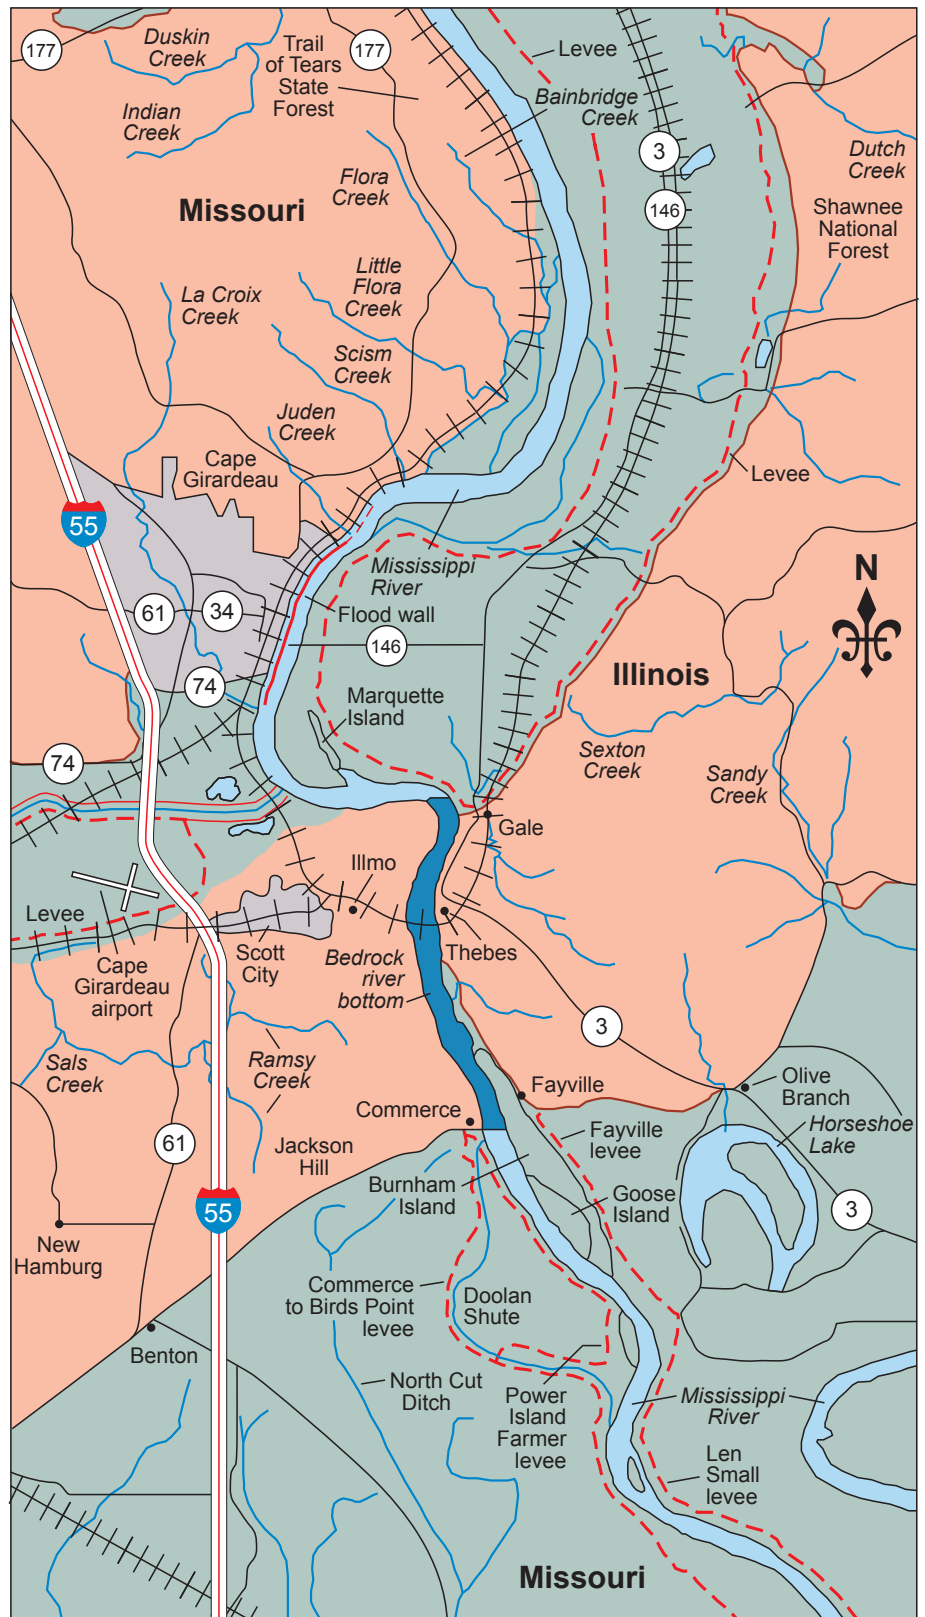 177
Duskin
Creek
Trail
of Tears
State
Forest
177
Levee
Bainbridge
Creek
Indian
Creek
3
Dutch
Creek
Flora
Creek
Missouri
146
Shawnee
National
Forest
Little
Flora
Creek
La Croix
Creek
Scism
Creek
Juden
Creek
Cape
Girardeau
Levee
55
Mississippi
River
N
61
34
Flood wall
146
Illinois
74
Marquette
Island
Sexton
Creek
74
Sandy
Creek
Gale
Illmo
Levee
Scott
City
Bedrock
river
bottom
Thebes
Cape
Girardeau
airport
3
Sals
Creek
Ramsy
Creek
Fayville
Olive
Branch
Commerce
Horseshoe
Lake
61
Jackson
Hill
Fayville
levee
Burnham
Island
Goose
Island
55
3
New
Hamburg
Commerce
to Birds Point
levee
Doolan
Shute
Benton
North Cut
Ditch
Power
Island
Farmer
levee
Mississippi
River
Len
Small
levee
Missouri